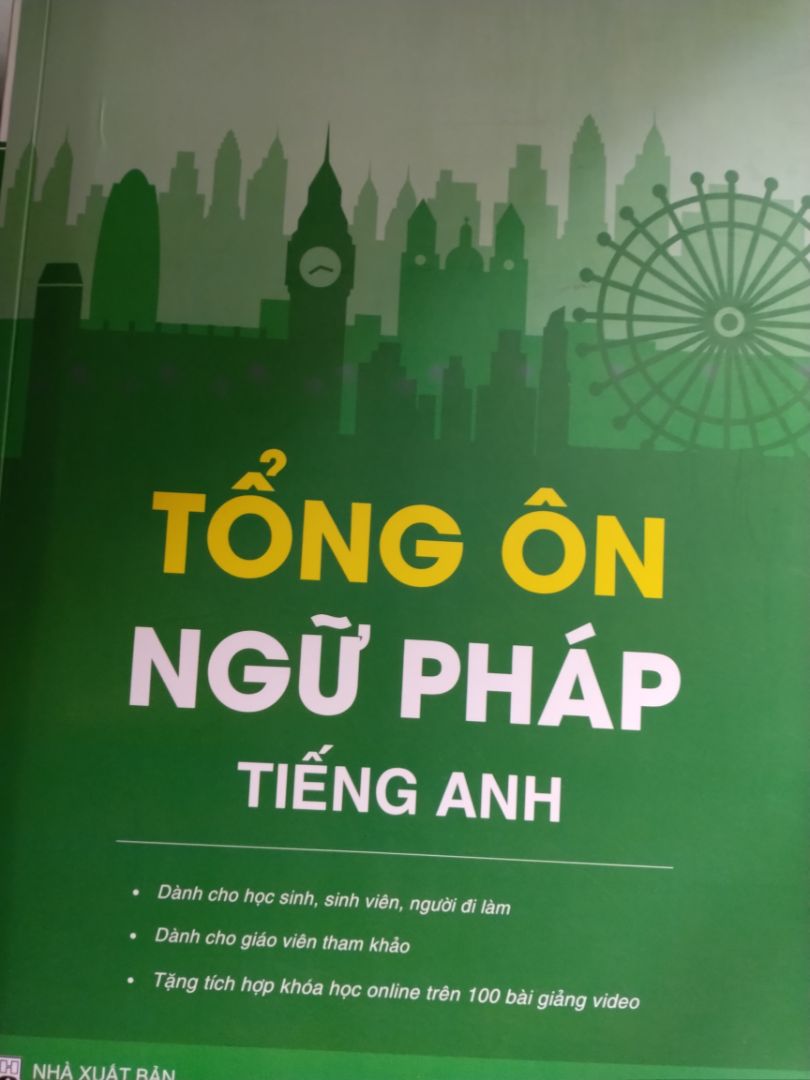 TỔNG ÔN
NGỮ PHÁP
TIẾNG ANH
• Dành cho học sinh, sinh viên, người đi làm
• Dành cho giáo viên tham khảo
• Tặng tích hợp khóa học online trên 100 bài giảng video
NHÀ XUẤT BẢN